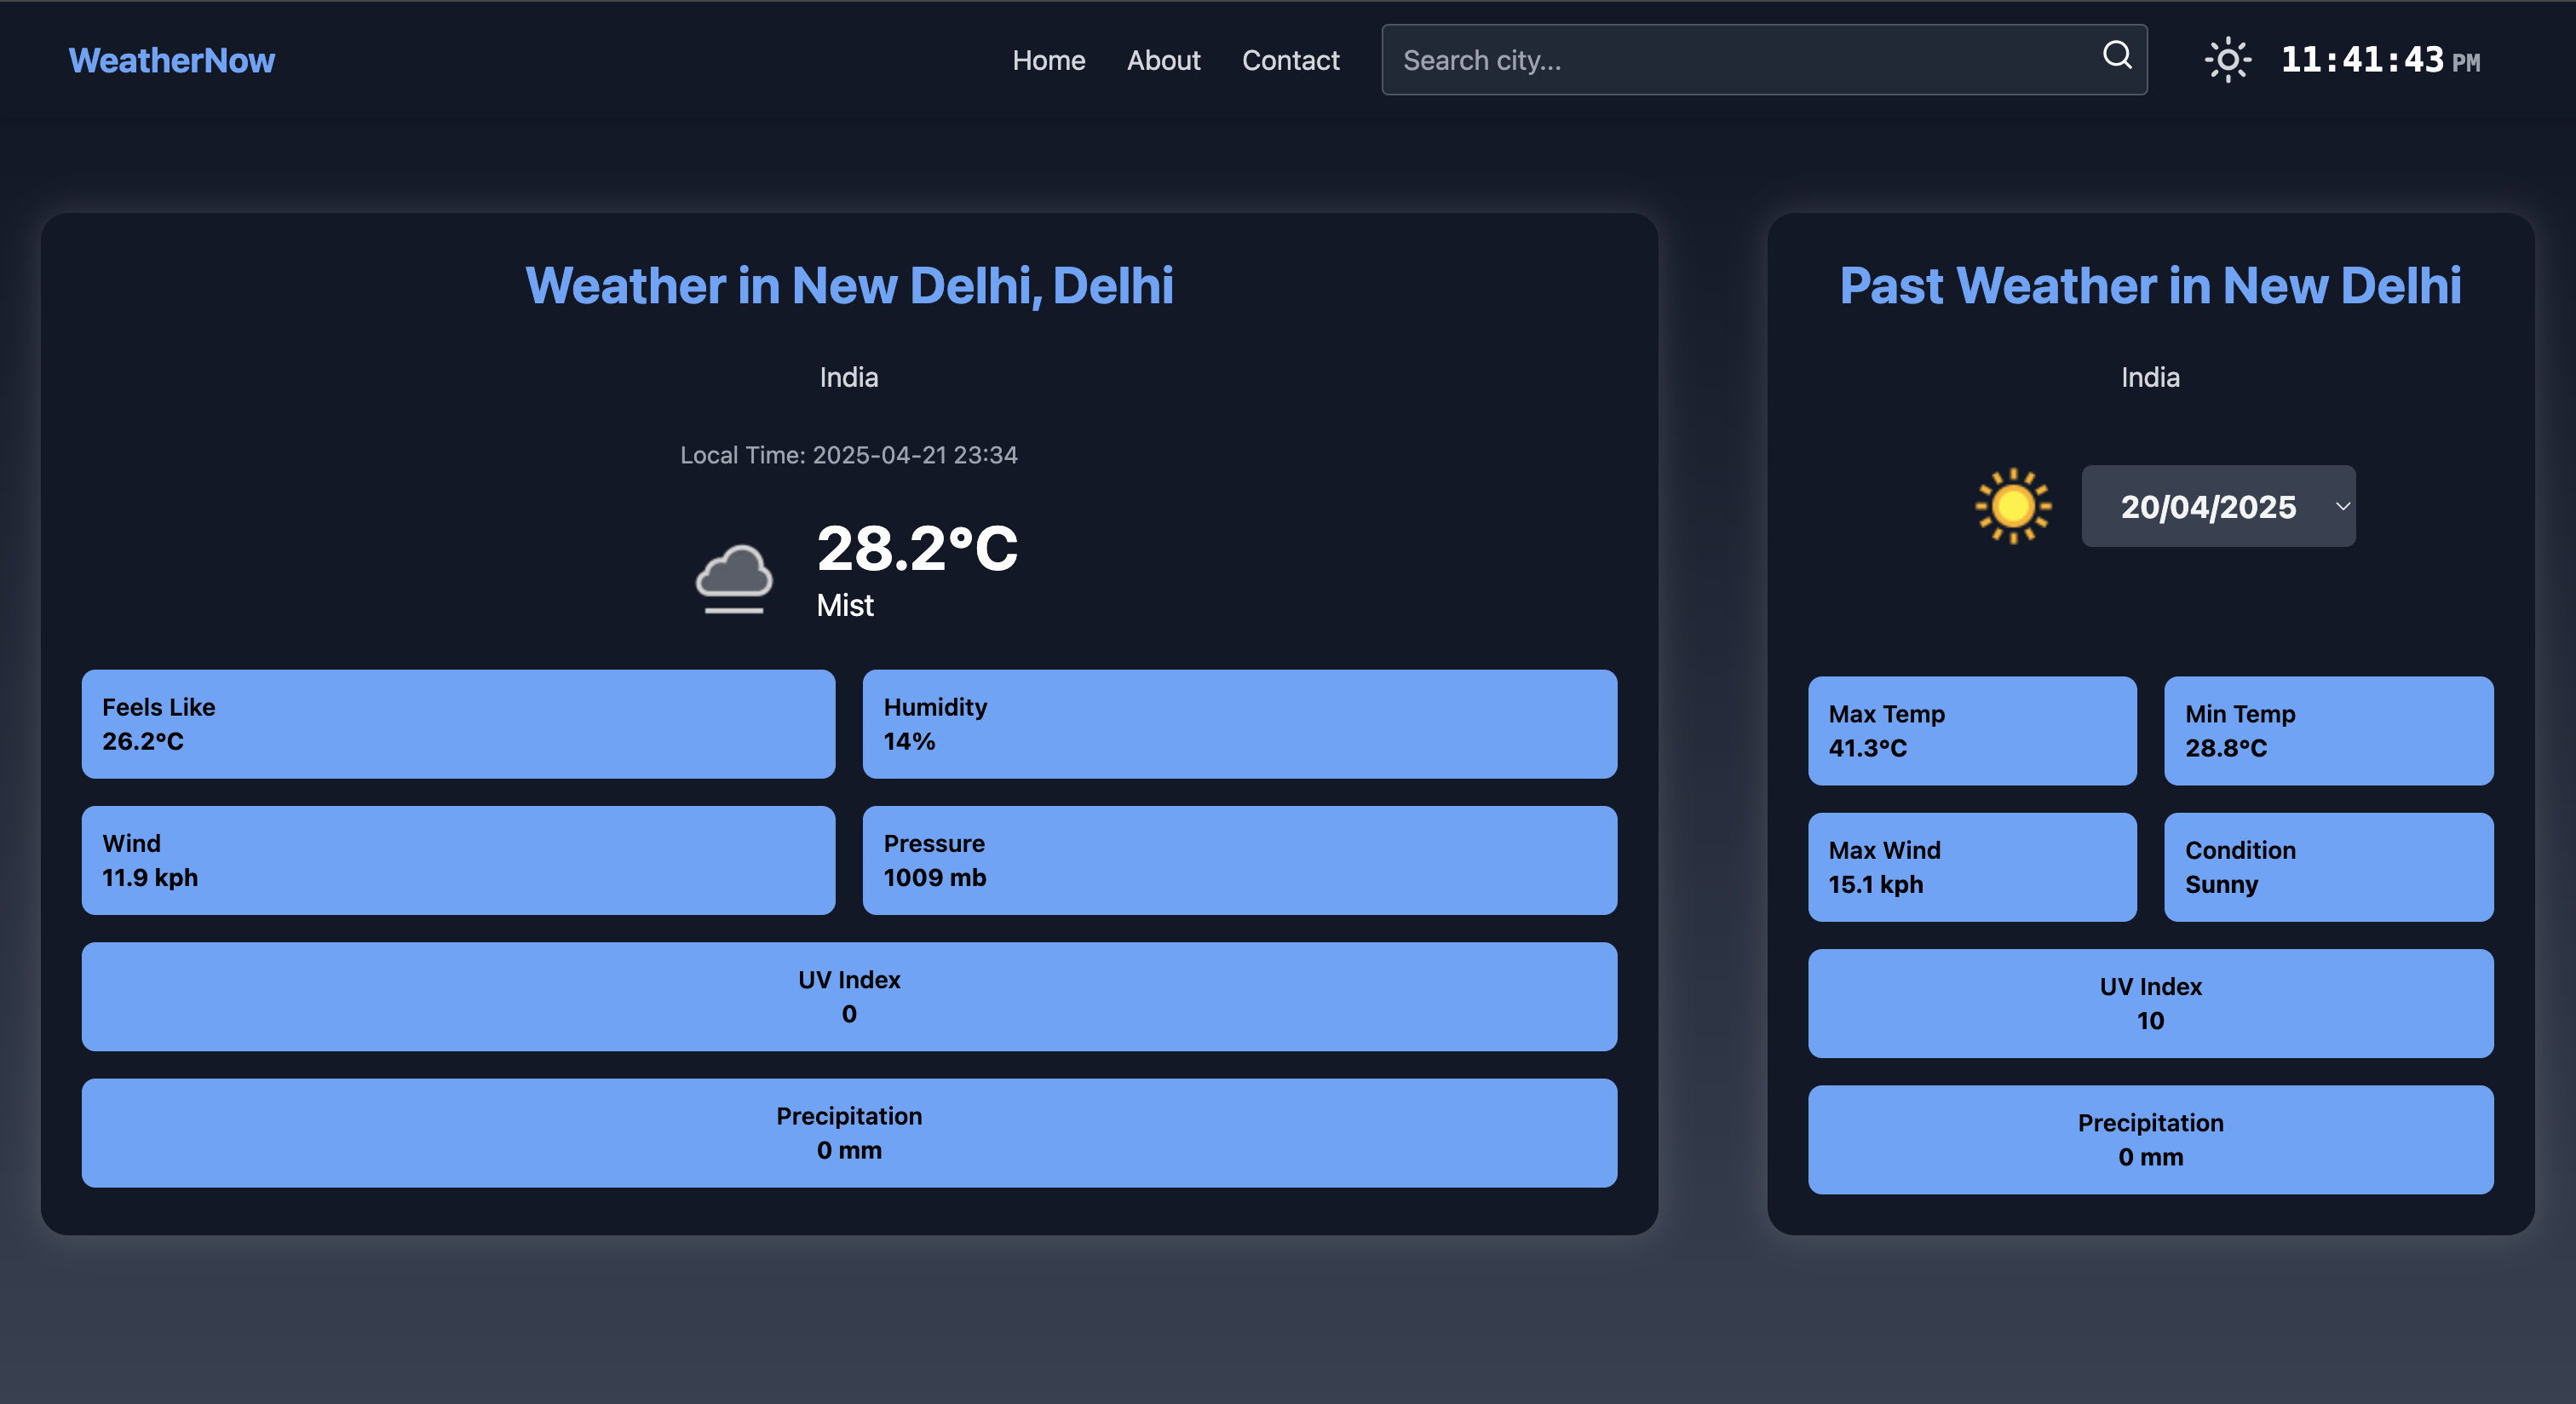 WeatherNow
Home
About
Contact
Search city...
11:41:43 PM
Weather in New Delhi, Delhi
India
Local Time: 2025-04-21 23:34
28.2°C
Mist
Feels Like
26.2°C
Humidity
14%
Wind
11.9 kph
Pressure
1009 mb
UV Index
0
Precipitation
0 mm
Past Weather in New Delhi
India
20/04/2025
Max Temp
41.3°C
Min Temp
28.8°C
Max Wind
15.1 kph
Condition
Sunny
UV Index
10
Precipitation
0 mm